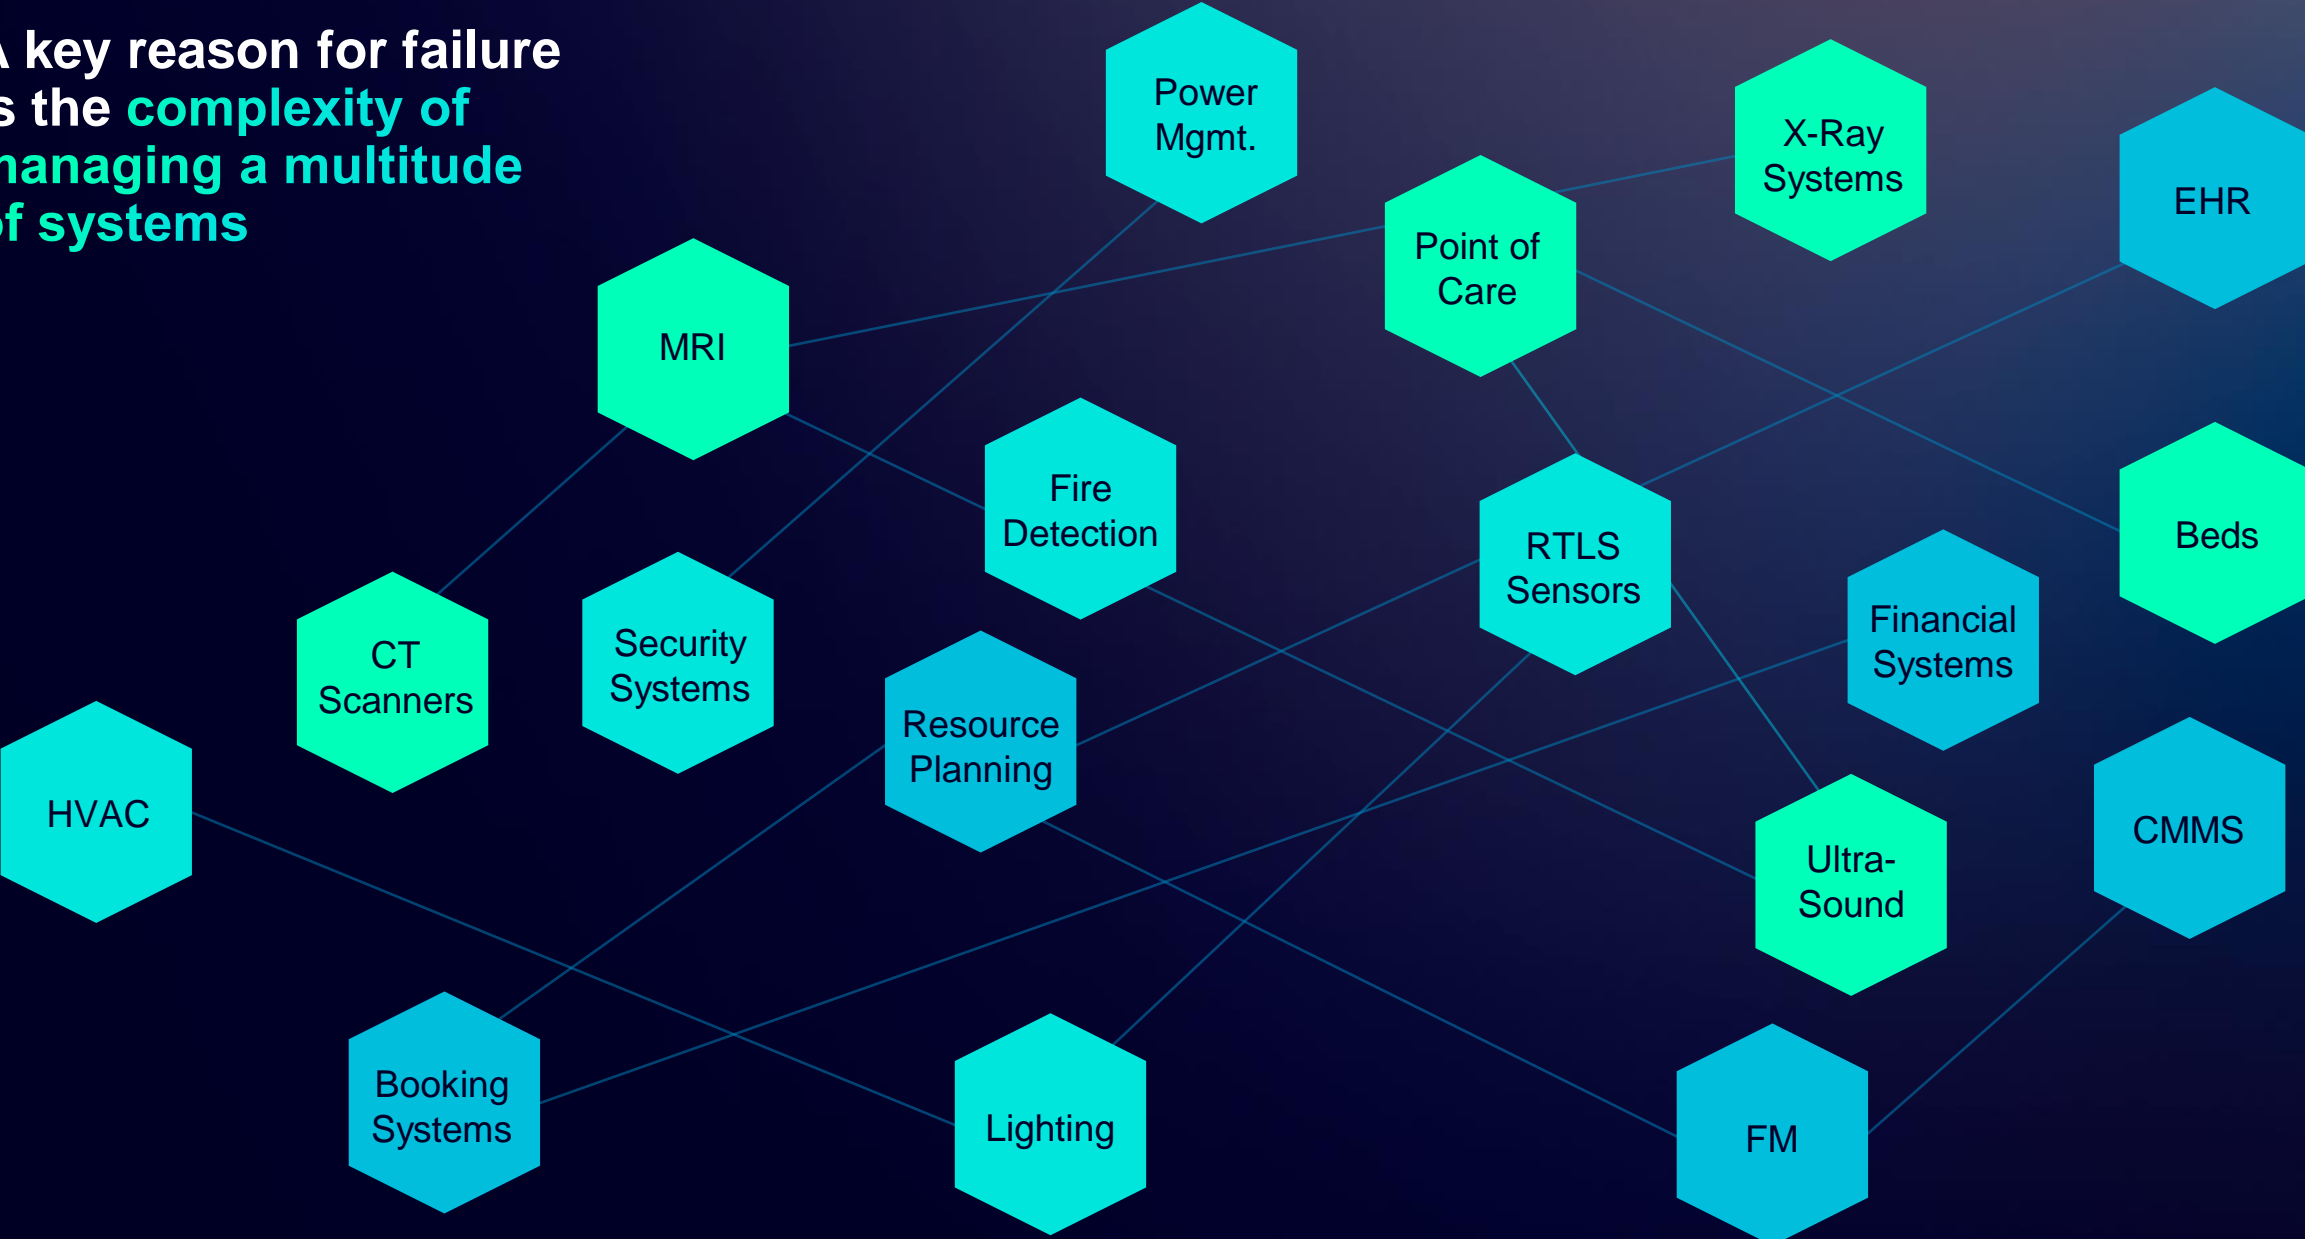 A key reason for failure
is the complexity of
managing a multitude
of systems
Power
Mgmt.
X-Ray
Systems
EHR
Point of
Care
MRI
Fire
Detection
RTLS
Sensors
Beds
Financial
Systems
Security
Systems
CT
Scanners
Resource
Planning
HVAC
CMMS
Ultra-
Sound
Booking
Systems
Lighting
FM